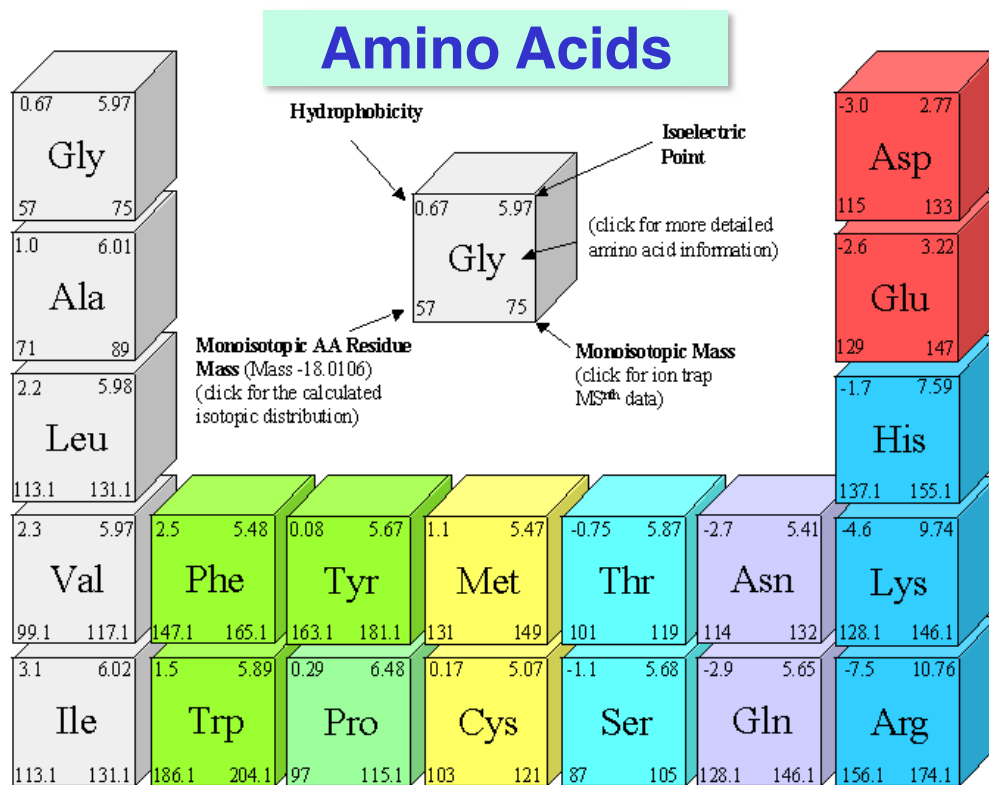 Amino Acids
Hydrophobicity
Isoelectric
Point
0.67 5.97
Gly
57 75
(click for more detailed
amino acid information)
Monoisotopic AA Residue
Mass (Mass -18.0106)
(click for the calculated
isotopic distribution)
Monoisotopic Mass
(click for ion trap
MSnth data)
0.67 5.97
Gly
57 75
1.0 6.01
Ala
71 89
2.2 5.98
Leu
113.1 131.1
2.3 5.97
Val
99.1 117.1
3.1 6.02
Ile
113.1 131.1
2.5 5.48
Phe
147.1 165.1
1.5 5.89
Trp
186.1 204.1
0.08 5.67
Tyr
163.1 181.1
0.29 6.48
Pro
97 115.1
1.1 5.47
Met
131 149
0.17 5.07
Cys
103 121
-0.75 5.87
Thr
101 119
-1.1 5.68
Ser
87 105
-2.7 5.41
Asn
114 132
-2.9 5.65
Gln
128.1 146.1
-3.0 2.77
Asp
115 133
-2.6 3.22
Glu
129 147
-1.7 7.59
His
137.1 155.1
-4.6 9.74
Lys
128.1 146.1
-7.5 10.76
Arg
156.1 174.1